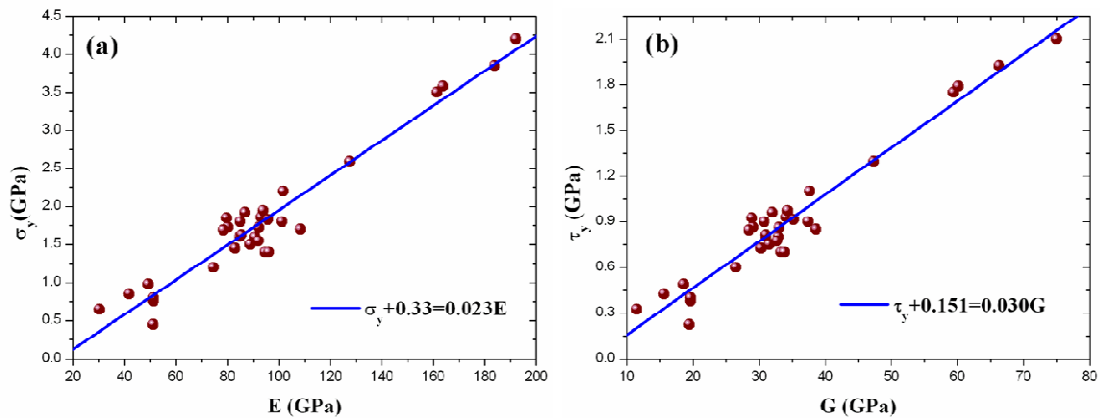 (a)
σy(GPa)
4.5
4.0
3.5
3.0
2.5
2.0
1.5
1.0
0.5
0.0
20 40 60 80 100 120 140 160 180 200
E (GPa)
σy+0.33=0.023E
(b)
τy(GPa)
2.1
1.8
1.5
1.2
0.9
0.6
0.3
0.0
10 20 30 40 50 60 70 80
G (GPa)
τy+0.151=0.030G